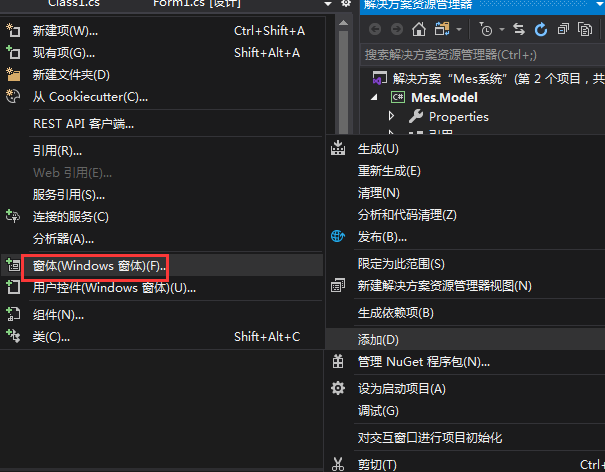 Class1.cs
Form1.cs [设计]
新建项(W)... Ctrl+Shift+A
现有项(G)... Shift+Alt+A
新建文件夹(D)
从 Cookiecutter(C)...
REST API 客户端...
引用(R)...
Web 引用(E)...
服务引用(S)...
连接的服务(C)
分析器(A)...
窗体(Windows 窗体)(F)...
用户控件(Windows 窗体)(U)...
组件(N)...
类(C)... Shift+Alt+C
解决方案资源管理器
搜索解决方案资源管理器(Ctrl+;)
解决方案 “Mes系统” (第 2 个项目，共
Mes.Model
Properties
引用
生成(U)
重新生成(E)
清理(N)
分析和代码清理(Z)
发布(B)...
限定为此范围(S)
新建解决方案资源管理器视图(N)
生成依赖项(B)
添加(D)
管理 NuGet 程序包(N)...
设为启动项目(A)
调试(G)
对交互窗口进行项目初始化
剪切(T) Ctrl+